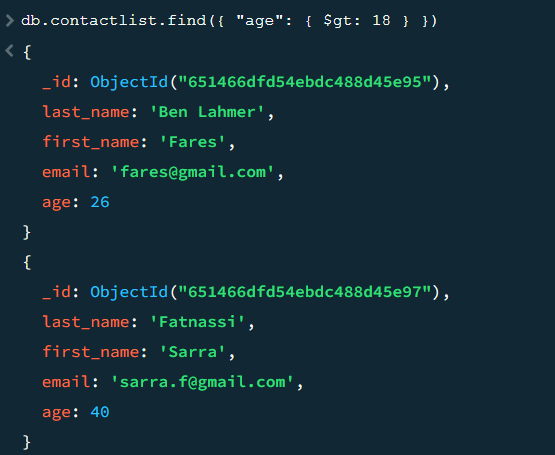 > db.contactlist.find({ "age": { $gt: 18 } })
< {
_id: ObjectId("651466dfd54ebdc488d45e95"),
last_name: 'Ben Lahmer',
first_name: 'Fares',
email: 'fares@gmail.com',
age: 26
}
{
_id: ObjectId("651466dfd54ebdc488d45e97"),
last_name: 'Fatnassi',
first_name: 'Sarra',
email: 'sarra.f@gmail.com',
age: 40
}